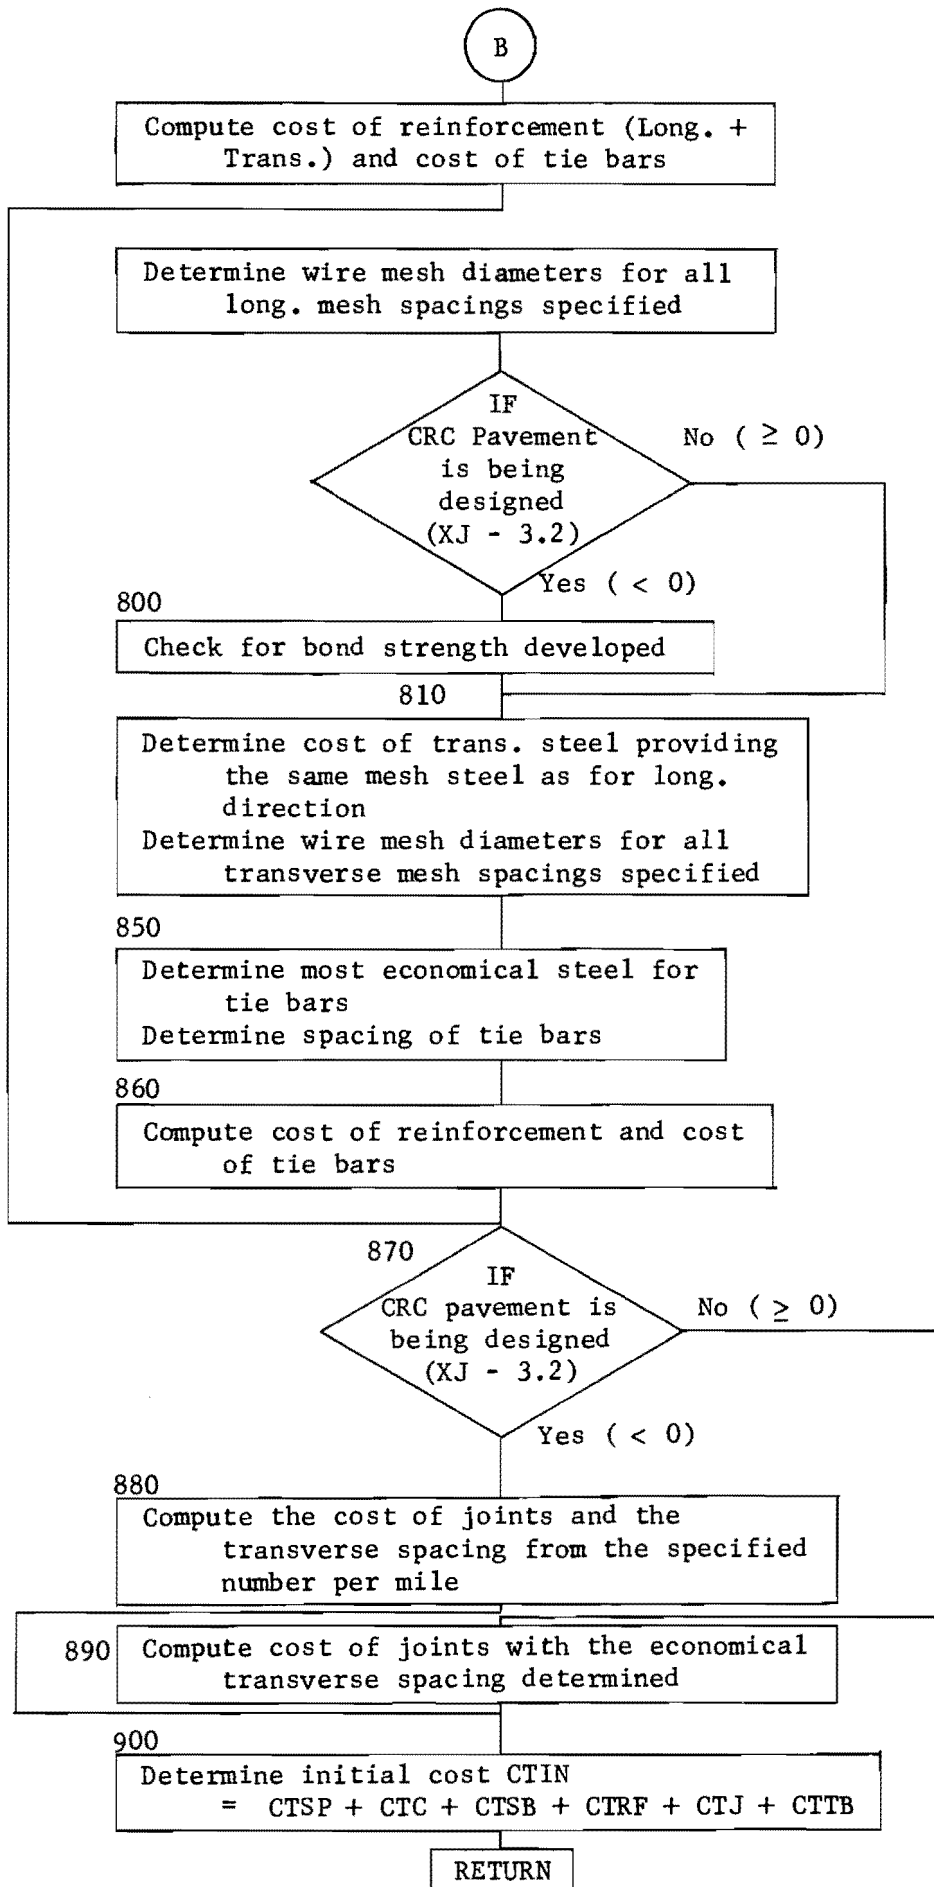 B
Compute cost of reinforcement (Long. +
Trans.) and cost of tie bars
Determine wire mesh diameters for all
long. mesh spacings specified
IF
CRC Pavement
is being
designed
(XJ - 3.2)
No ( ≥ 0)
Yes ( < 0)
800
Check for bond strength developed
810
Determine cost of trans. steel providing
the same mesh steel as for long.
direction
Determine wire mesh diameters for all
transverse mesh spacings specified
850
Determine most economical steel for
tie bars
Determine spacing of tie bars
860
Compute cost of reinforcement and cost
of tie bars
870
IF
CRC pavement is
being designed
(XJ - 3.2)
No ( ≥ 0)
Yes ( < 0)
880
Compute the cost of joints and the
transverse spacing from the specified
number per mile
890
Compute cost of joints with the economical
transverse spacing determined
900
Determine initial cost CTIN
= CTSP + CTC + CTSB + CTRF + CTJ + CTTB
RETURN